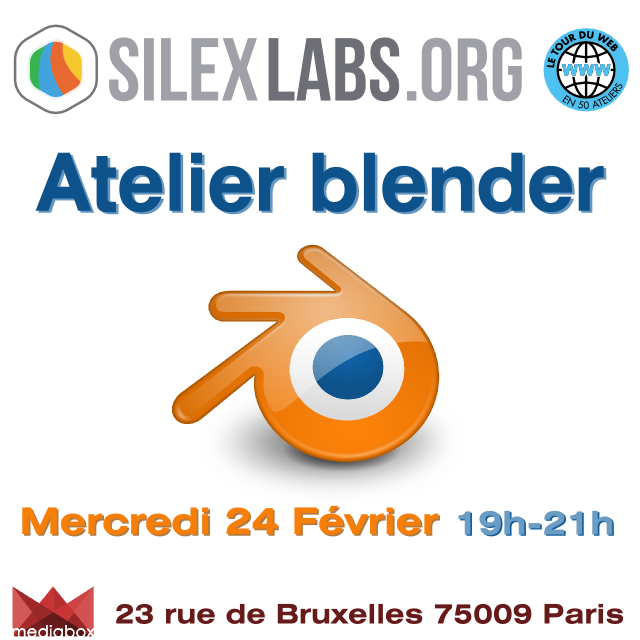 SILEXLABS.ORG
LE TOUR DU WEB
WWW
EN 50 ATELIERS
Atelier blender
Mercredi 24 Février 19h-21h
mediabox
23 rue de Bruxelles 75009 Paris